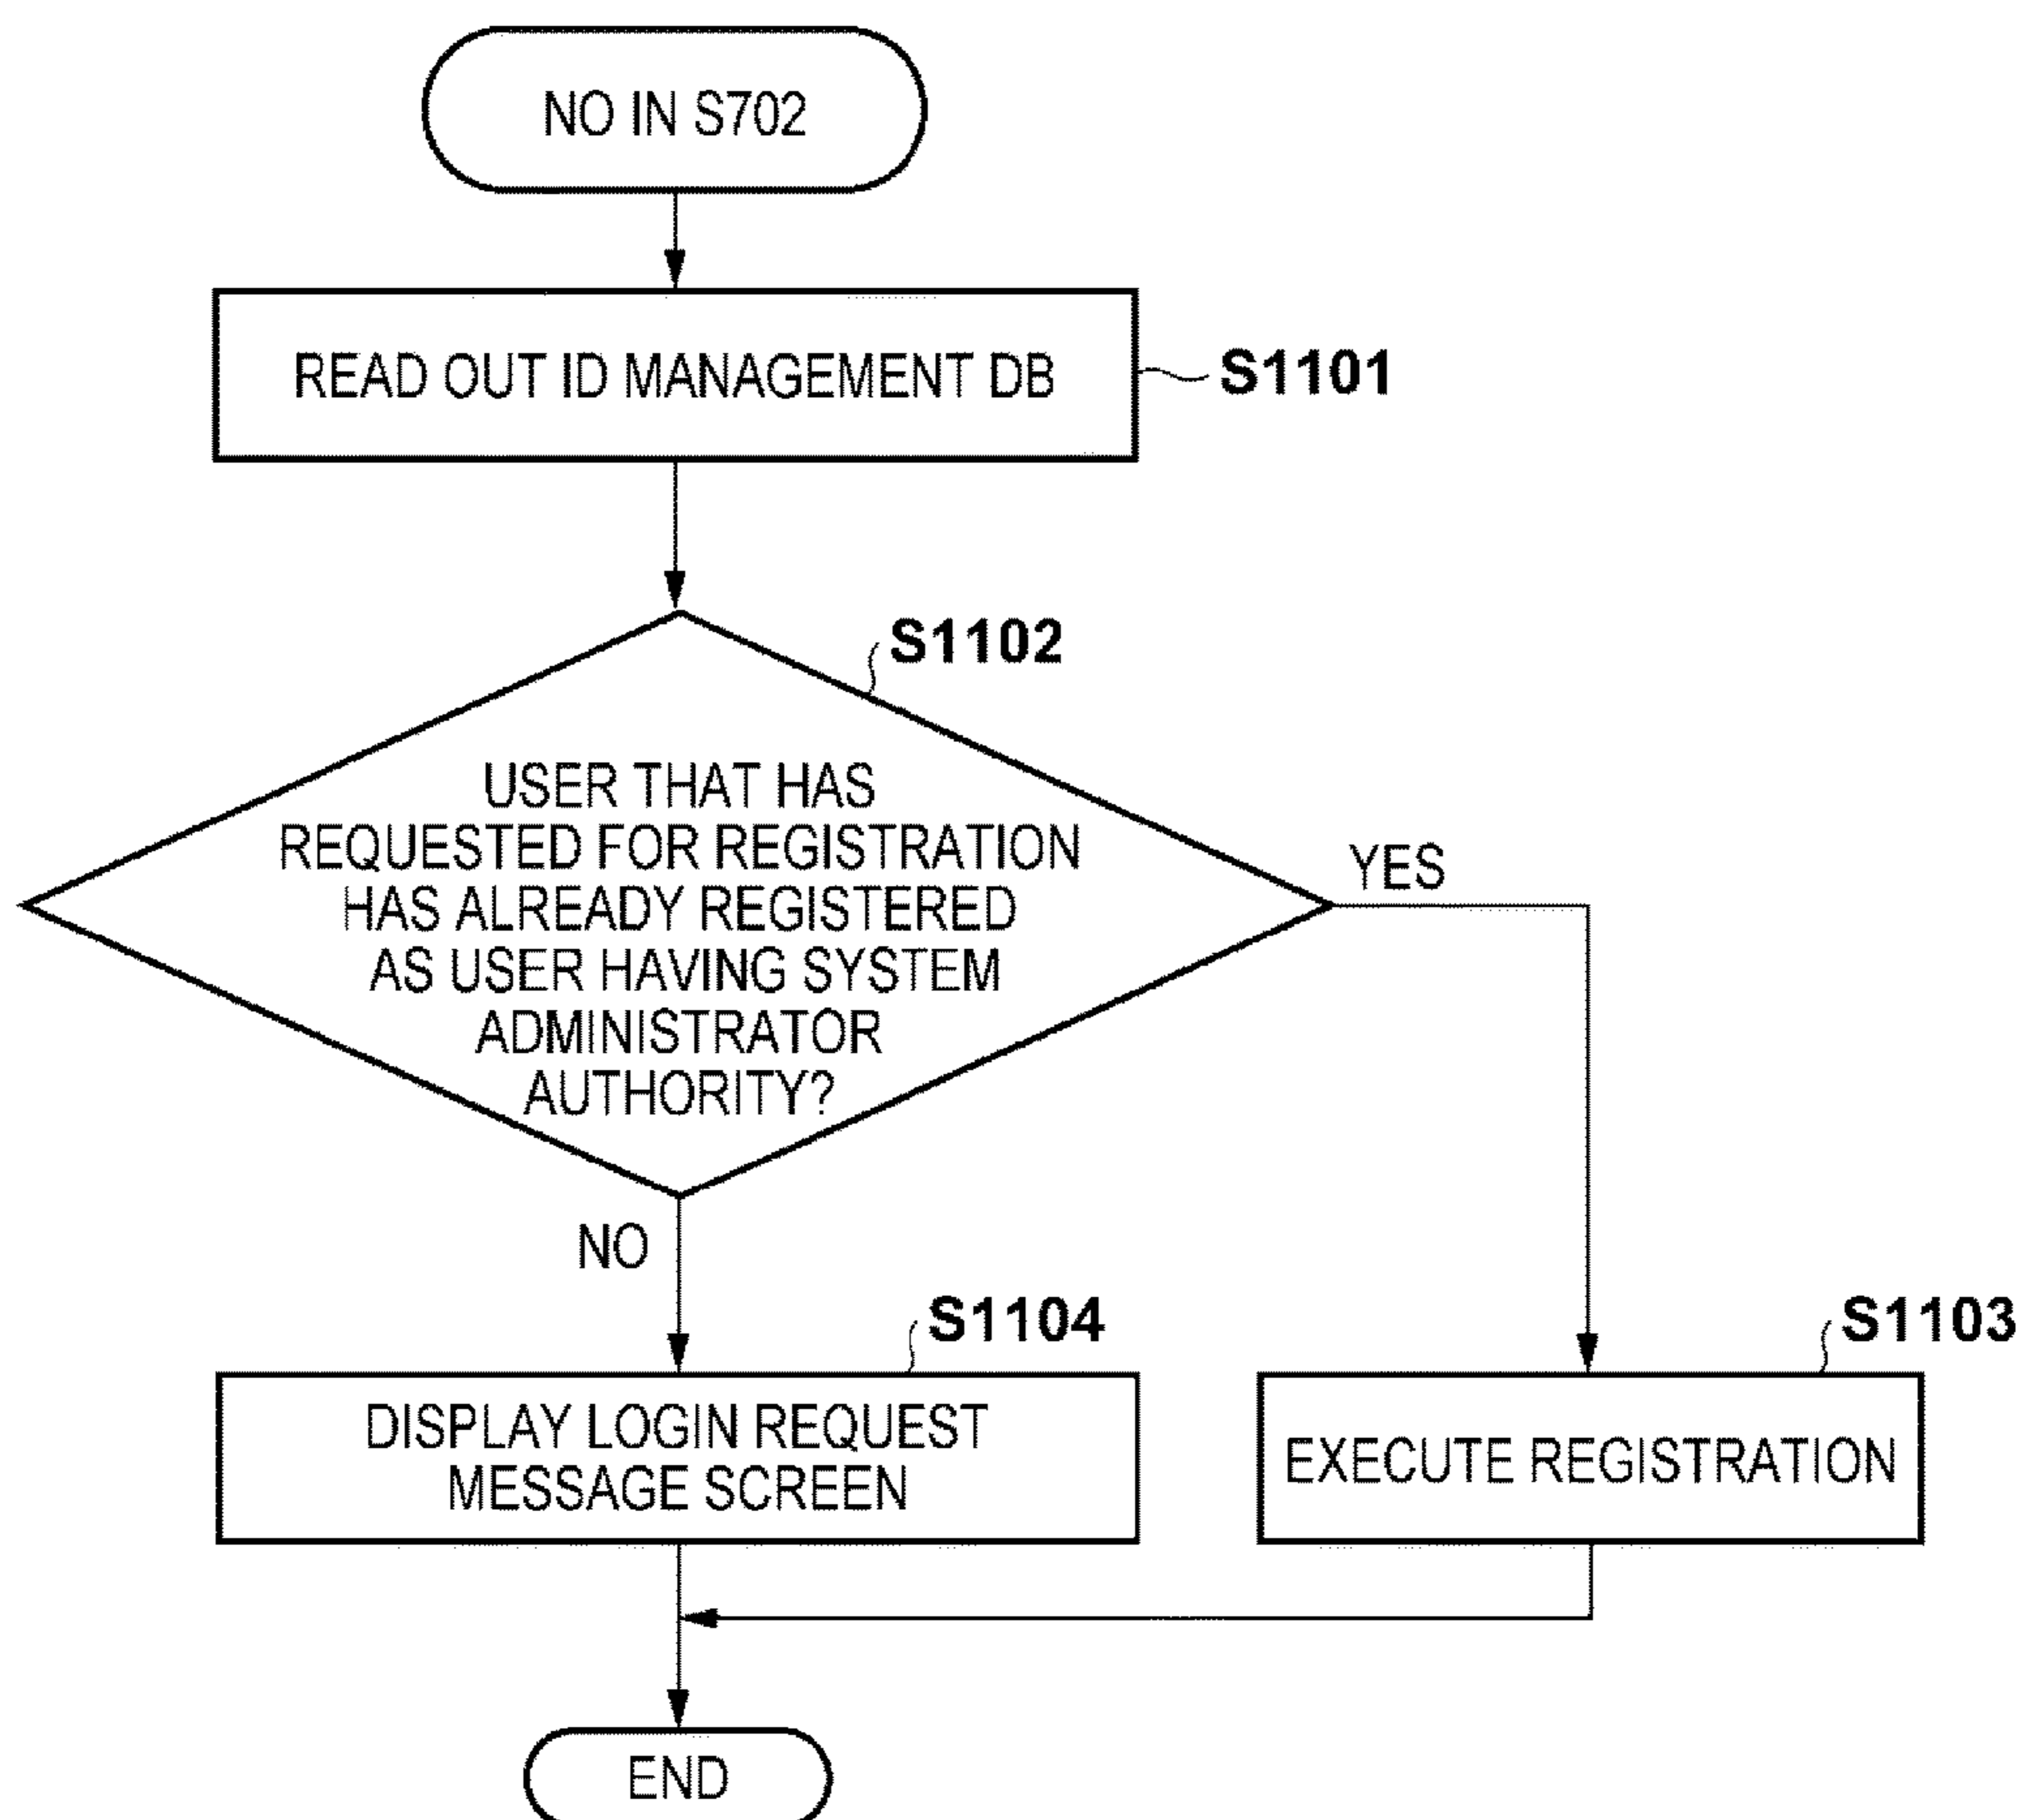 NO IN S702
READ OUT ID MANAGEMENT DB
S1101
S1102
USER THAT HAS
REQUESTED FOR REGISTRATION
HAS ALREADY REGISTERED
AS USER HAVING SYSTEM
ADMINISTRATOR
AUTHORITY?
YES
NO
S1104
DISPLAY LOGIN REQUEST
MESSAGE SCREEN
S1103
EXECUTE REGISTRATION
END